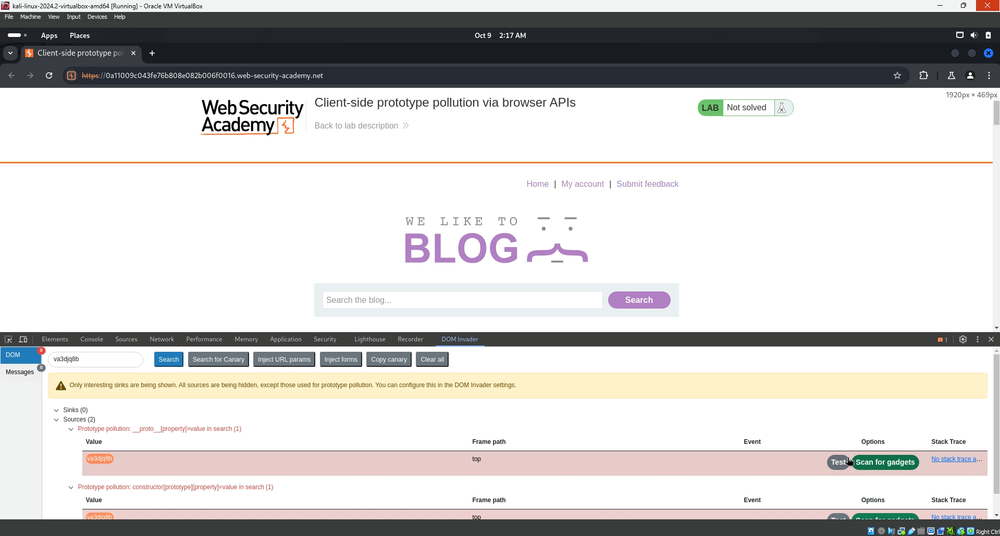 kali-linux-2024.2-virtualbox-amd64 [Running] - Oracle VM VirtualBox
File Machine View Input Devices Help
Apps Places Oct 9 2:17 AM
Client-side prototype pol
https://0a11009c043fe76b808e082b006f0016.web-security-academy.net
1920px × 469px
Web Security Academy
Client-side prototype pollution via browser APIs
Back to lab description
LAB Not solved
Home | My account | Submit feedback
WE LIKE TO
BLOG
Search the blog... Search
Elements Console Sources Network Performance Memory Application Security Lighthouse Recorder DOM Invader 1
DOM 0
Messages 0
va3djq8b Search Search for Canary Inject URL params Inject forms Copy canary Clear all
Only interesting sinks are being shown. All sources are being hidden, except those used for prototype pollution. You can configure this in the DOM Invader settings.
Sinks (0)
Sources (2)
Prototype pollution: __proto__[property]=value in search (1)
Value Frame path Event Options Stack Trace
va3djq8b top Test Scan for gadgets No stack trace a...
Prototype pollution: constructor[prototype][property]=value in search (1)
Value Frame path Event Options Stack Trace
va3djq8b top Test Scan for gadgets No stack trace a...
Right Ctrl